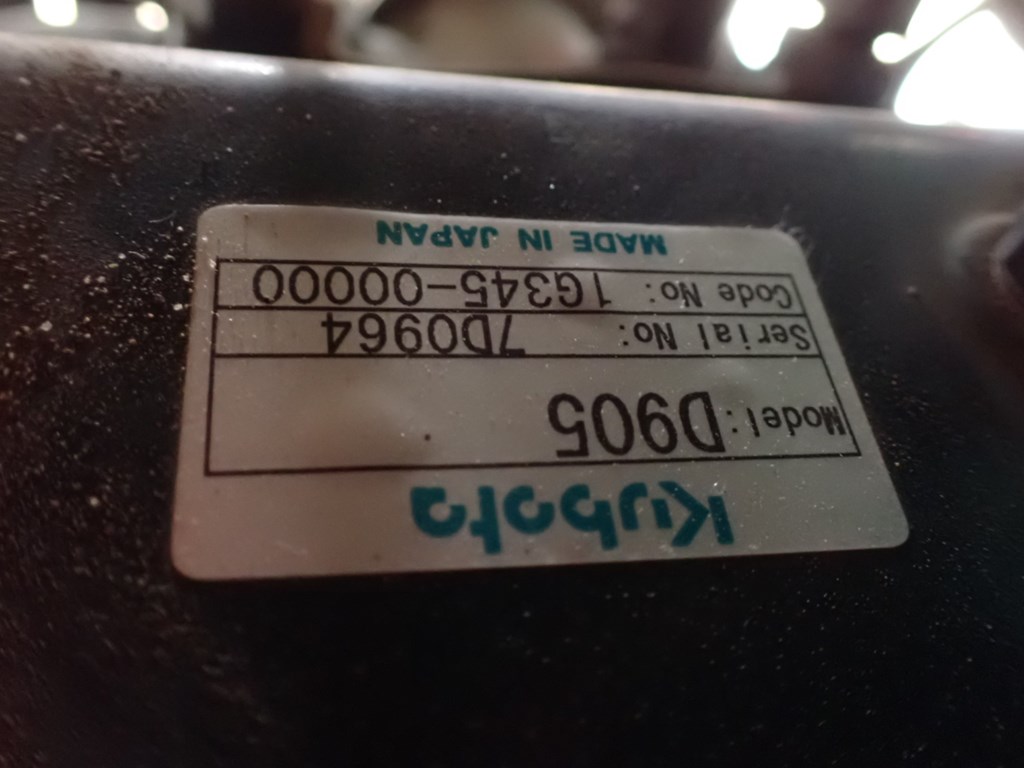 Kubota
Model: D905
Serial No: 7D0964
Code No: 1G345-00000
MADE IN JAPAN